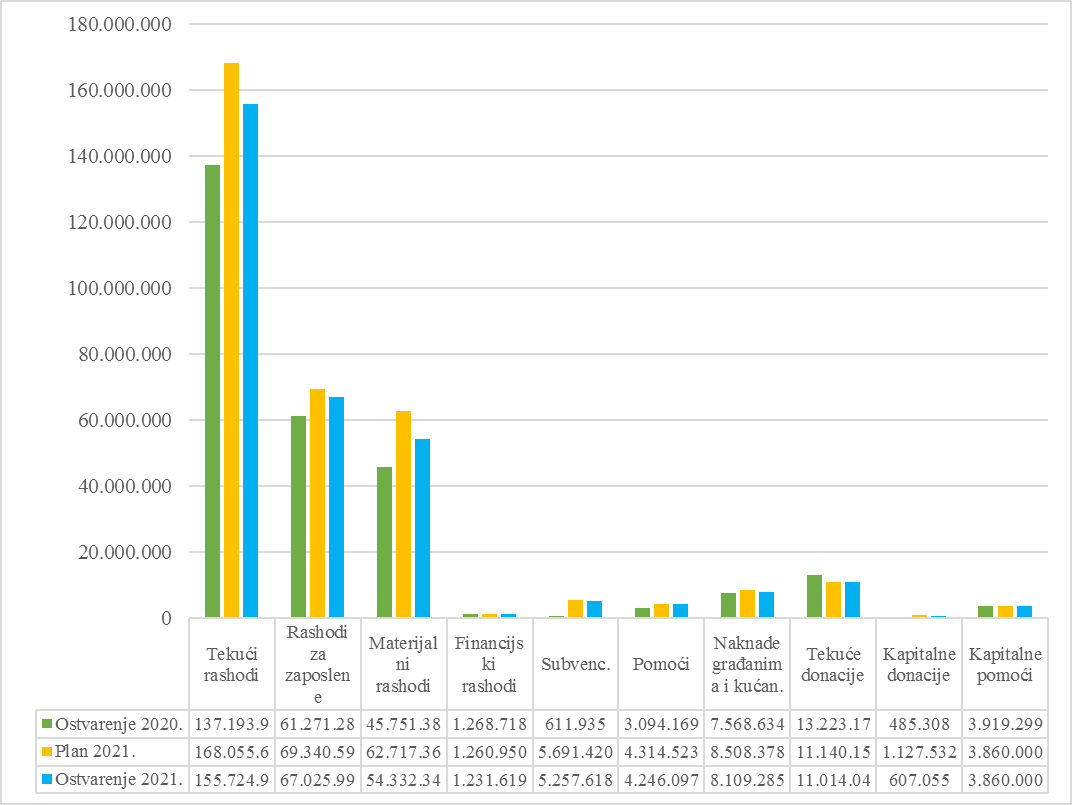 180.000.000
160.000.000
140.000.000
120.000.000
100.000.000
80.000.000
60.000.000
40.000.000
20.000.000
0
Tekući
rashodi
Rashodi
za
zaposlen
e
Materijal
ni
rashodi
Financijs
ki
rashodi
Subvenc.
Pomoći
Naknade
građanim
a i kućan.
Tekuće
donacije
Kapitalne
donacije
Kapitalne
pomoći
Ostvarenje 2020. 137.193.9 61.271.28 45.751.38 1.268.718 611.935 3.094.169 7.568.634 13.223.17 485.308 3.919.299
Plan 2021. 168.055.6 69.340.59 62.717.36 1.260.950 5.691.420 4.314.523 8.508.378 11.140.15 1.127.532 3.860.000
Ostvarenje 2021. 155.724.9 67.025.99 54.332.34 1.231.619 5.257.618 4.246.097 8.109.285 11.014.04 607.055 3.860.000